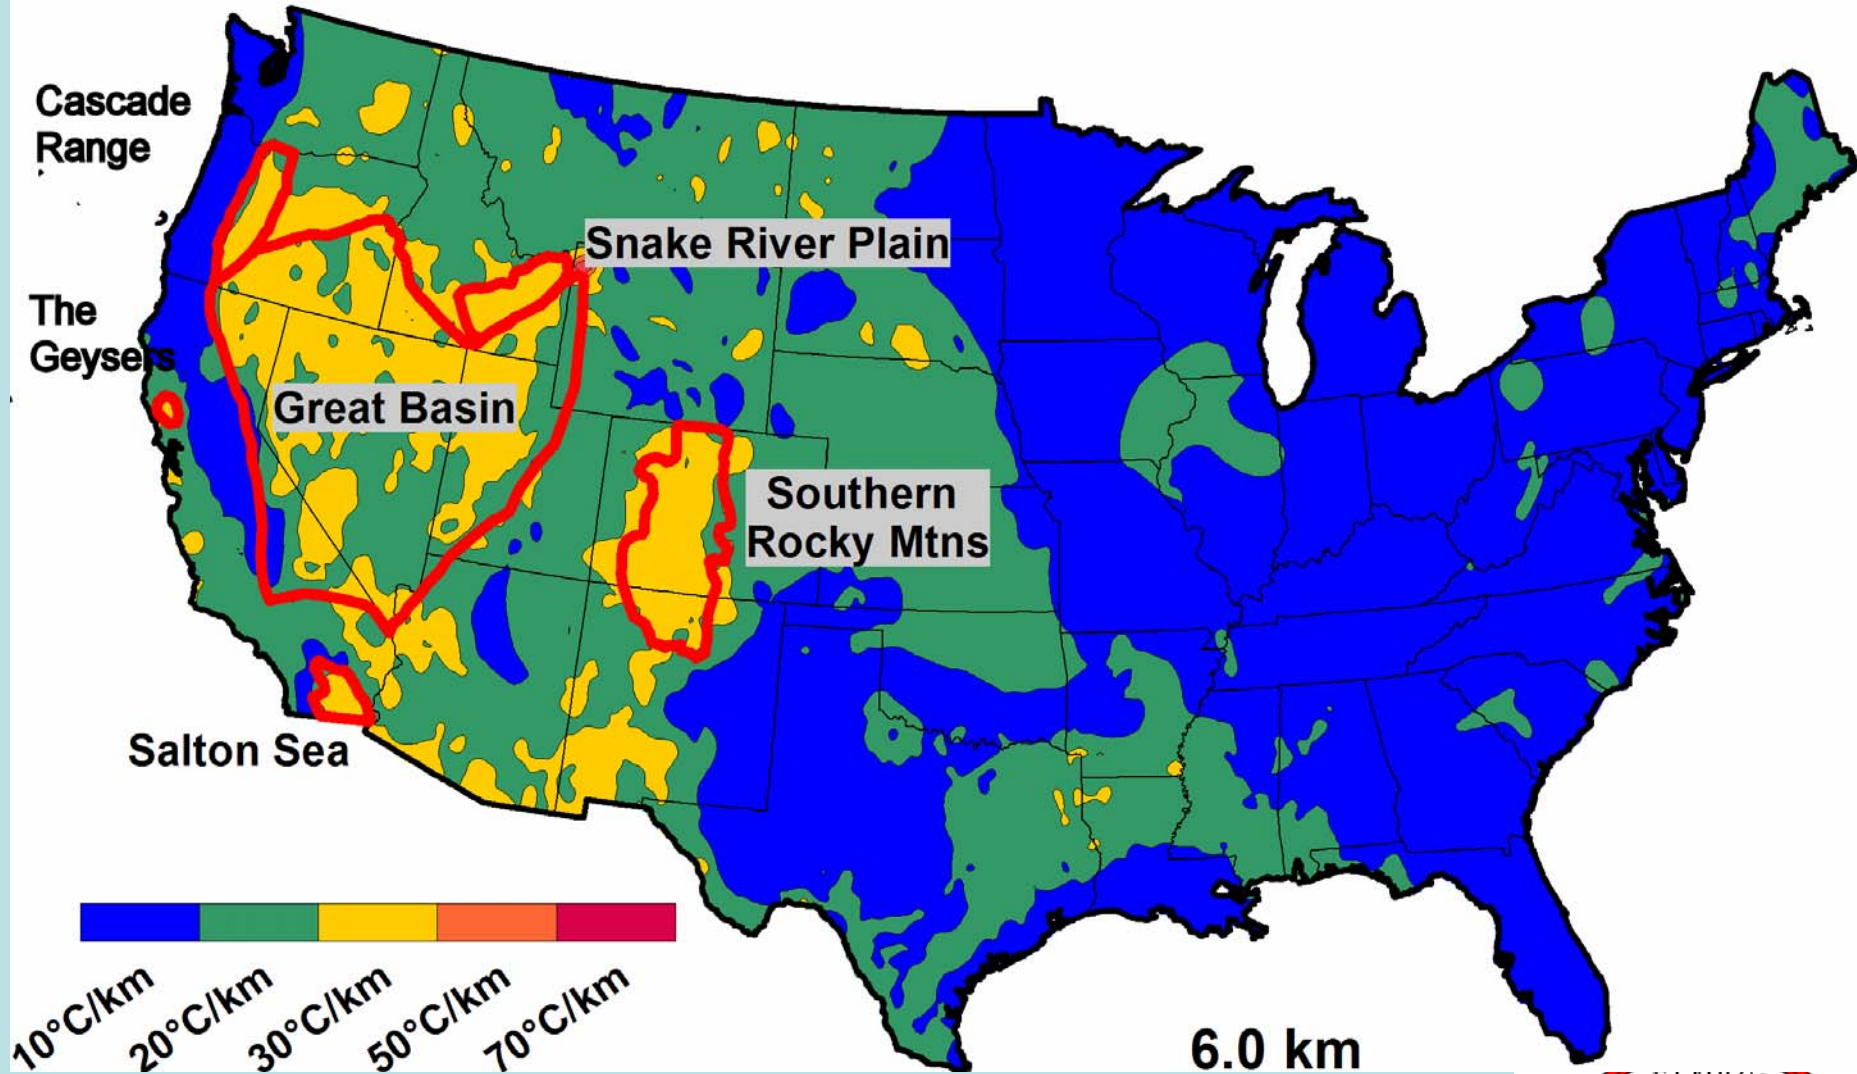 Cascade
Range
Snake River Plain
The
Geysers
Great Basin
Southern
Rocky Mtns
Salton Sea
10°C/km
20°C/km
30°C/km
50°C/km
70°C/km
6.0 km